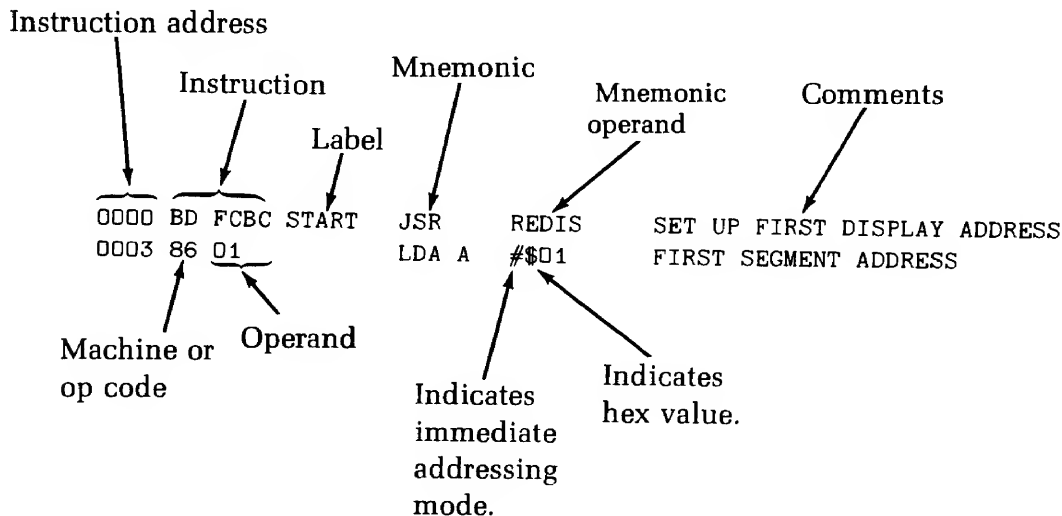 Instruction address
Instruction
Mnemonic
Mnemonic
operand
Comments
Label
0000 BD FCBC START JSR REDIS SET UP FIRST DISPLAY ADDRESS
0003 86 01 LDA A #$01 FIRST SEGMENT ADDRESS
Machine or
op code
Operand
Indicates
immediate
addressing
mode.
Indicates
hex value.